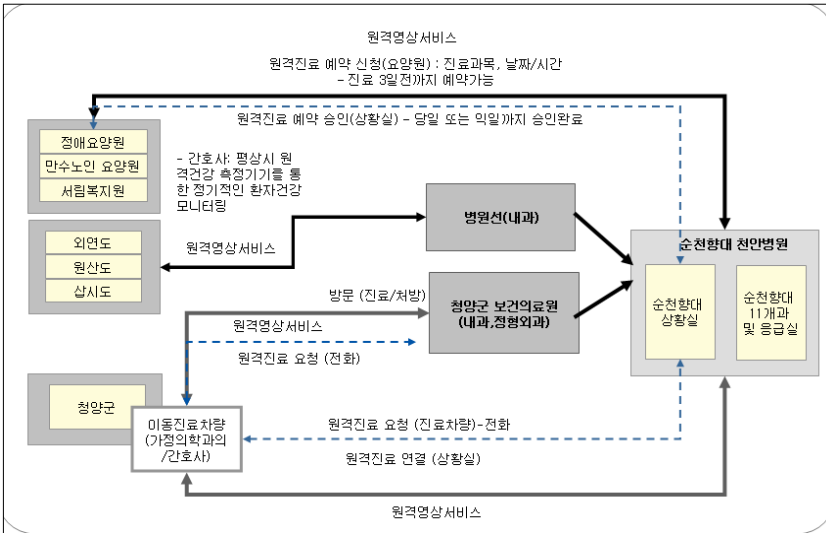 원격영상서비스
원격진료 예약 신청(요양원) : 진료과목, 날짜/시간
- 진료 3일전까지 예약가능
원격진료 예약 승인(상황실) - 당일 또는 익일까지 승인완료
정애요양원
만수노인 요양원
서림복지원
- 간호사: 평상시 원
격건강 측정기기를 통
한 정기적인 환자건강
모니터링
병원선(내과)
순천향대 천안병원
외연도
원산도
삽시도
원격영상서비스
순천향대
상황실
순천향대
11개과
및 응급실
방문 (진료/처방)
청양군 보건의료원
(내과,정형외과)
원격영상서비스
원격진료 요청 (전화)
청양군
이동진료차량
(가정의학과의
/간호사)
원격진료 요청 (진료차량)-전화
원격진료 연결 (상황실)
원격영상서비스